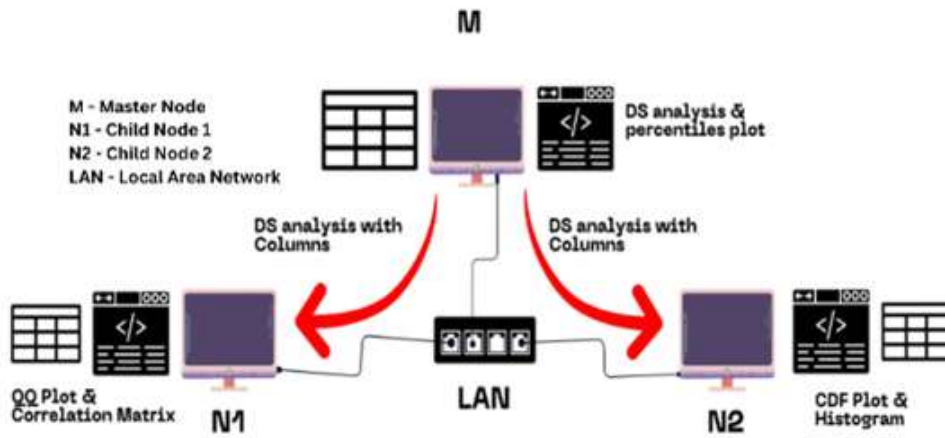 M
M - Master Node
N1 - Child Node 1
N2 - Child Node 2
LAN - Local Area Network
DS analysis &
percentiles plot
DS analysis with
Columns
DS analysis with
Columns
QQ Plot &
Correlation Matrix
N1
LAN
N2
CDF Plot &
Histogram